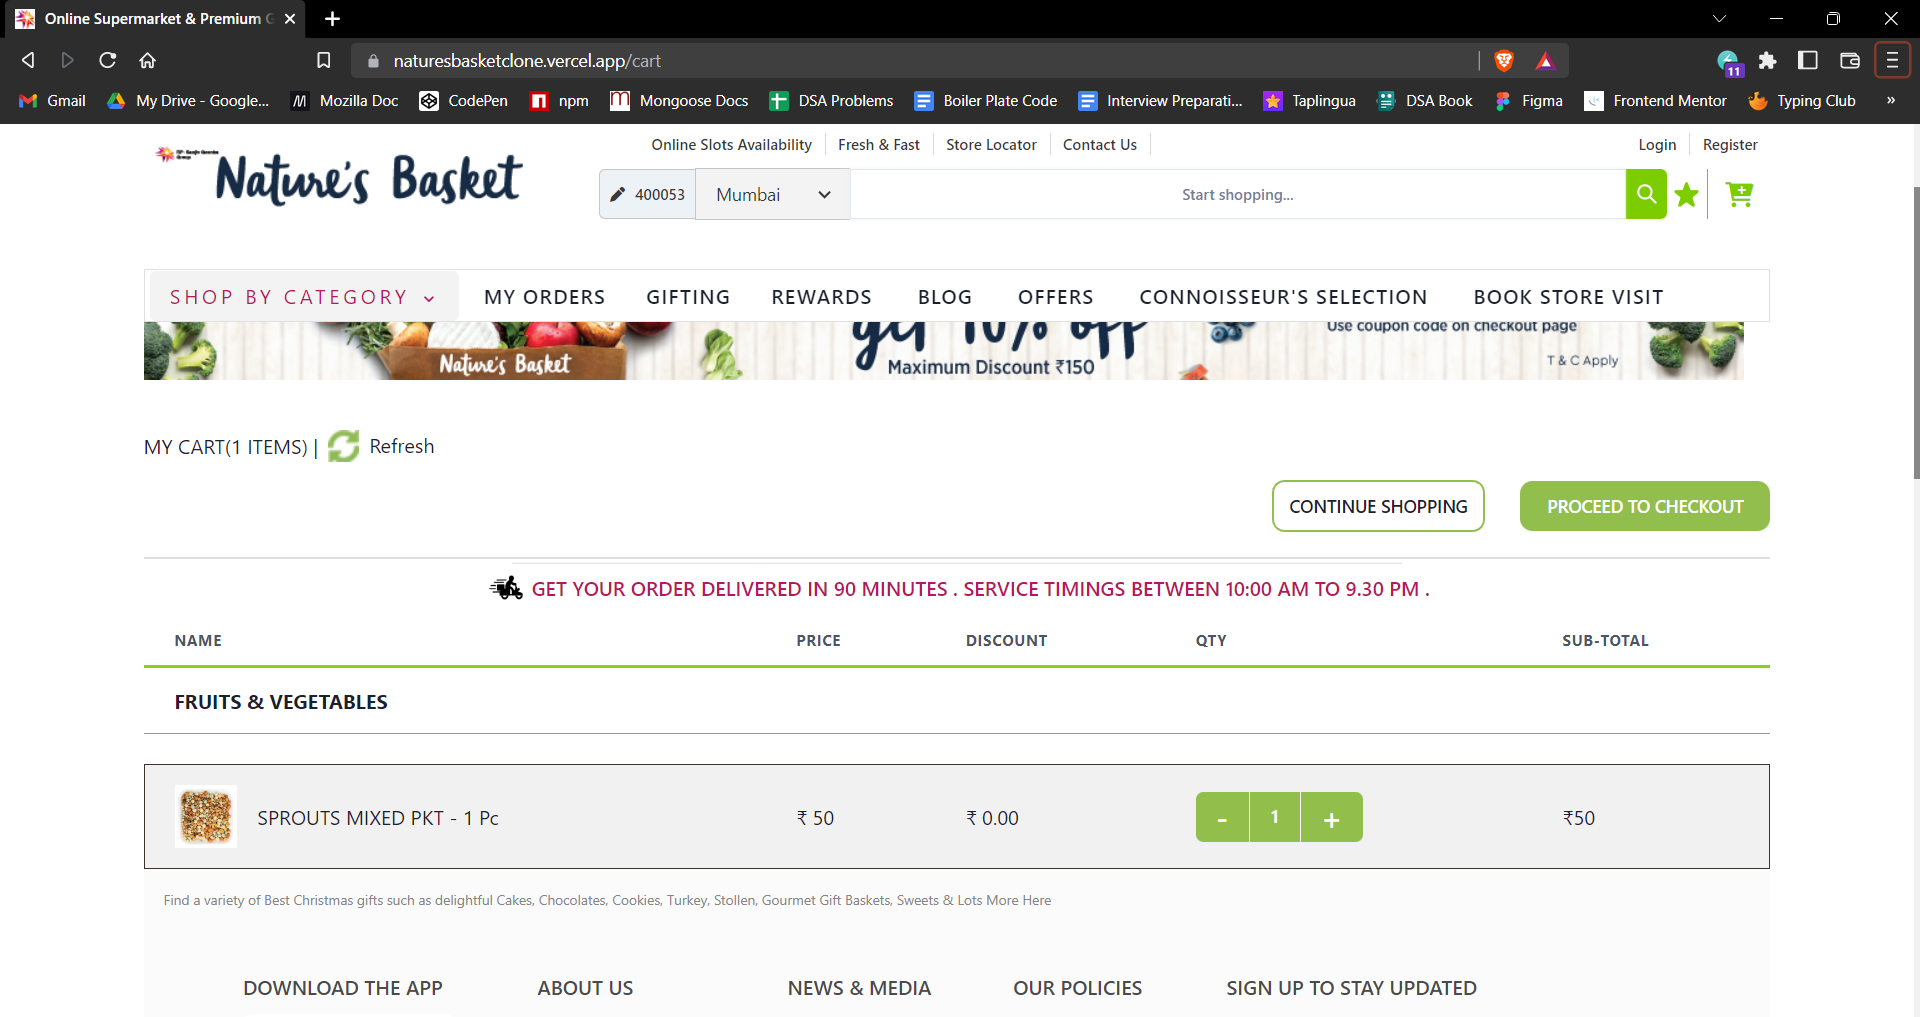 Online Supermarket & Premium G
naturesbasketclone.vercel.app/cart
11
Gmail
My Drive - Google...
Mozilla Doc
CodePen
npm
Mongoose Docs
DSA Problems
Boiler Plate Code
Interview Preparati...
Taplingua
DSA Book
Figma
Frontend Mentor
Typing Club
»
Online Slots Availability
Fresh & Fast
Store Locator
Contact Us
Login
Register
Nature's Basket
400053
Mumbai
Start shopping...
SHOP BY CATEGORY
MY ORDERS
GIFTING
REWARDS
BLOG
OFFERS
CONNOISSEUR'S SELECTION
BOOK STORE VISIT
get 10% off
Use coupon code on checkout page
Nature's Basket
Maximum Discount ₹150
T & C Apply
MY CART(1 ITEMS) |
Refresh
CONTINUE SHOPPING
PROCEED TO CHECKOUT
GET YOUR ORDER DELIVERED IN 90 MINUTES . SERVICE TIMINGS BETWEEN 10:00 AM TO 9.30 PM .
NAME
PRICE
DISCOUNT
QTY
SUB-TOTAL
FRUITS & VEGETABLES
SPROUTS MIXED PKT - 1 Pc
₹ 50
₹ 0.00
-
1
+
₹50
Find a variety of Best Christmas gifts such as delightful Cakes, Chocolates, Cookies, Turkey, Stollen, Gourmet Gift Baskets, Sweets & Lots More Here
DOWNLOAD THE APP
ABOUT US
NEWS & MEDIA
OUR POLICIES
SIGN UP TO STAY UPDATED